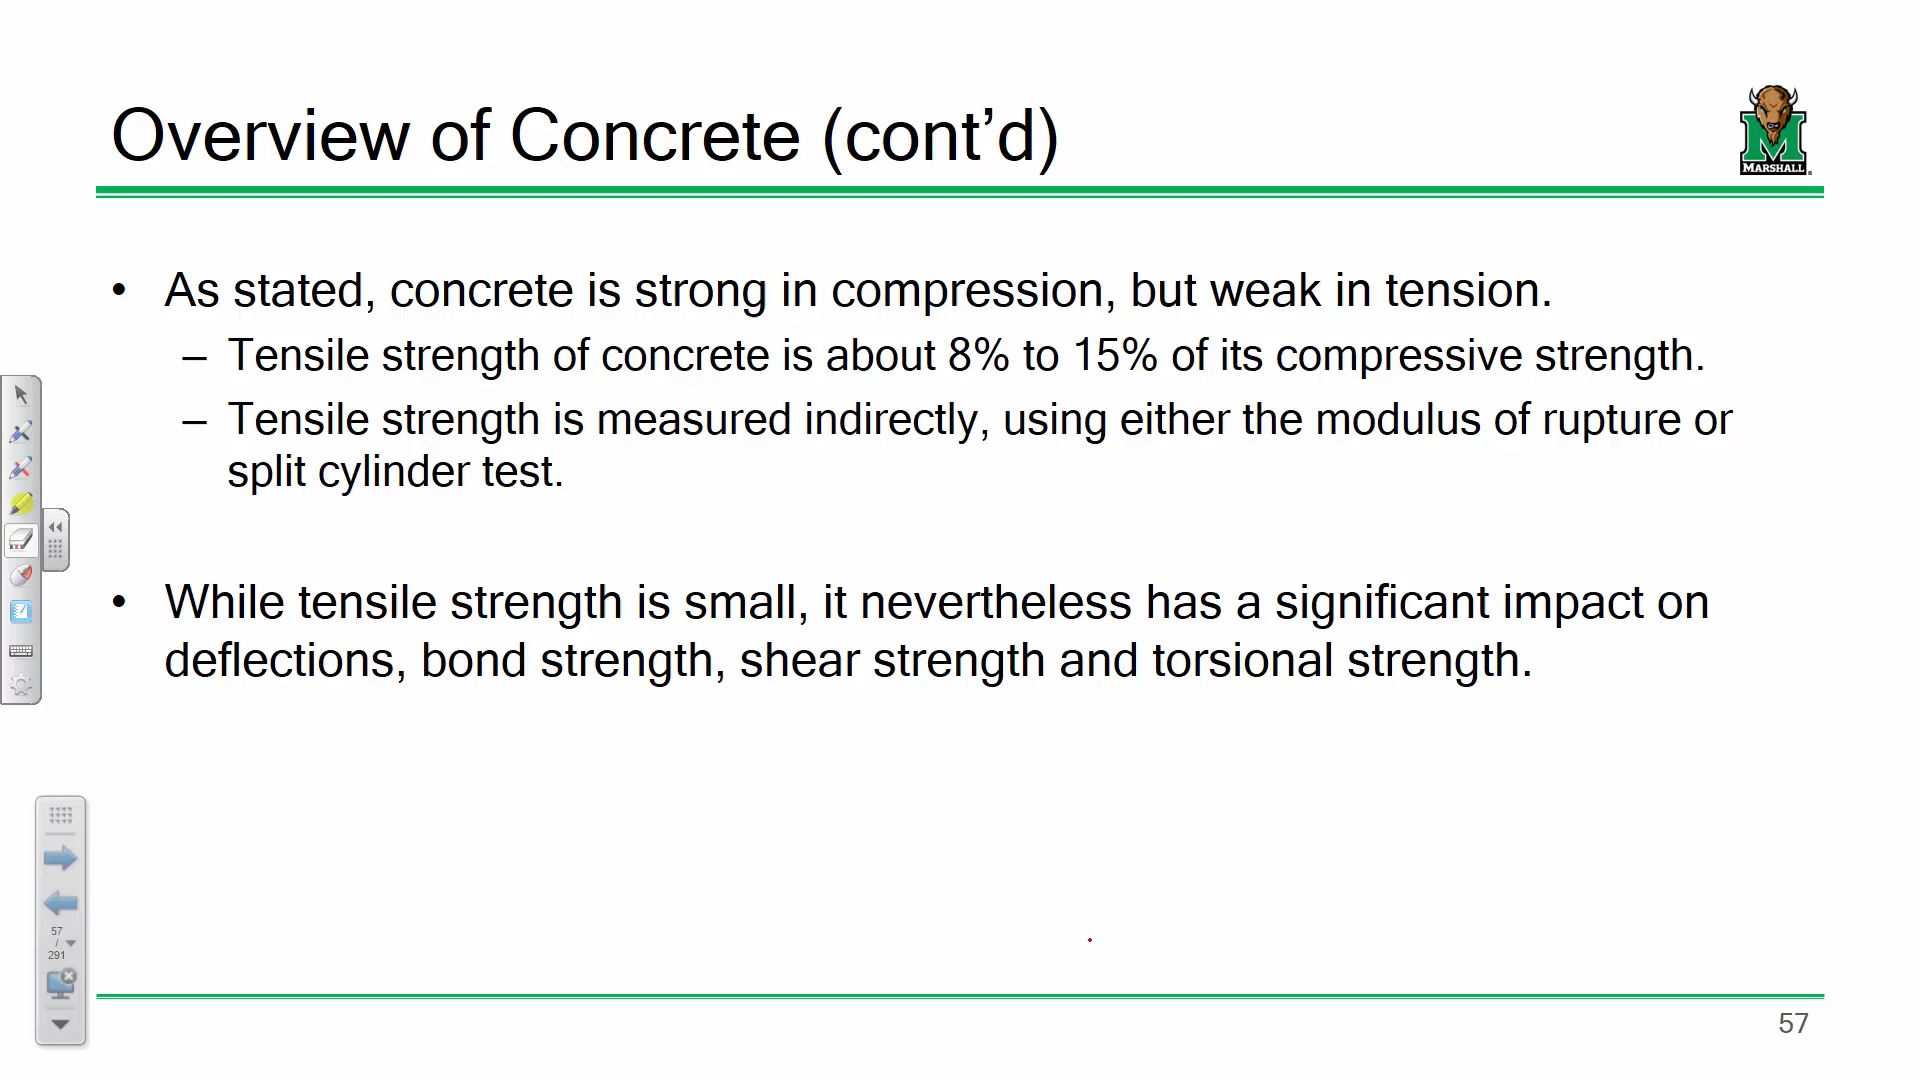 Overview of Concrete (cont’d)
MARSHALL
• As stated, concrete is strong in compression, but weak in tension.
– Tensile strength of concrete is about 8% to 15% of its compressive strength.
– Tensile strength is measured indirectly, using either the modulus of rupture or
split cylinder test.
• While tensile strength is small, it nevertheless has a significant impact on
deflections, bond strength, shear strength and torsional strength.
57
/
291
57